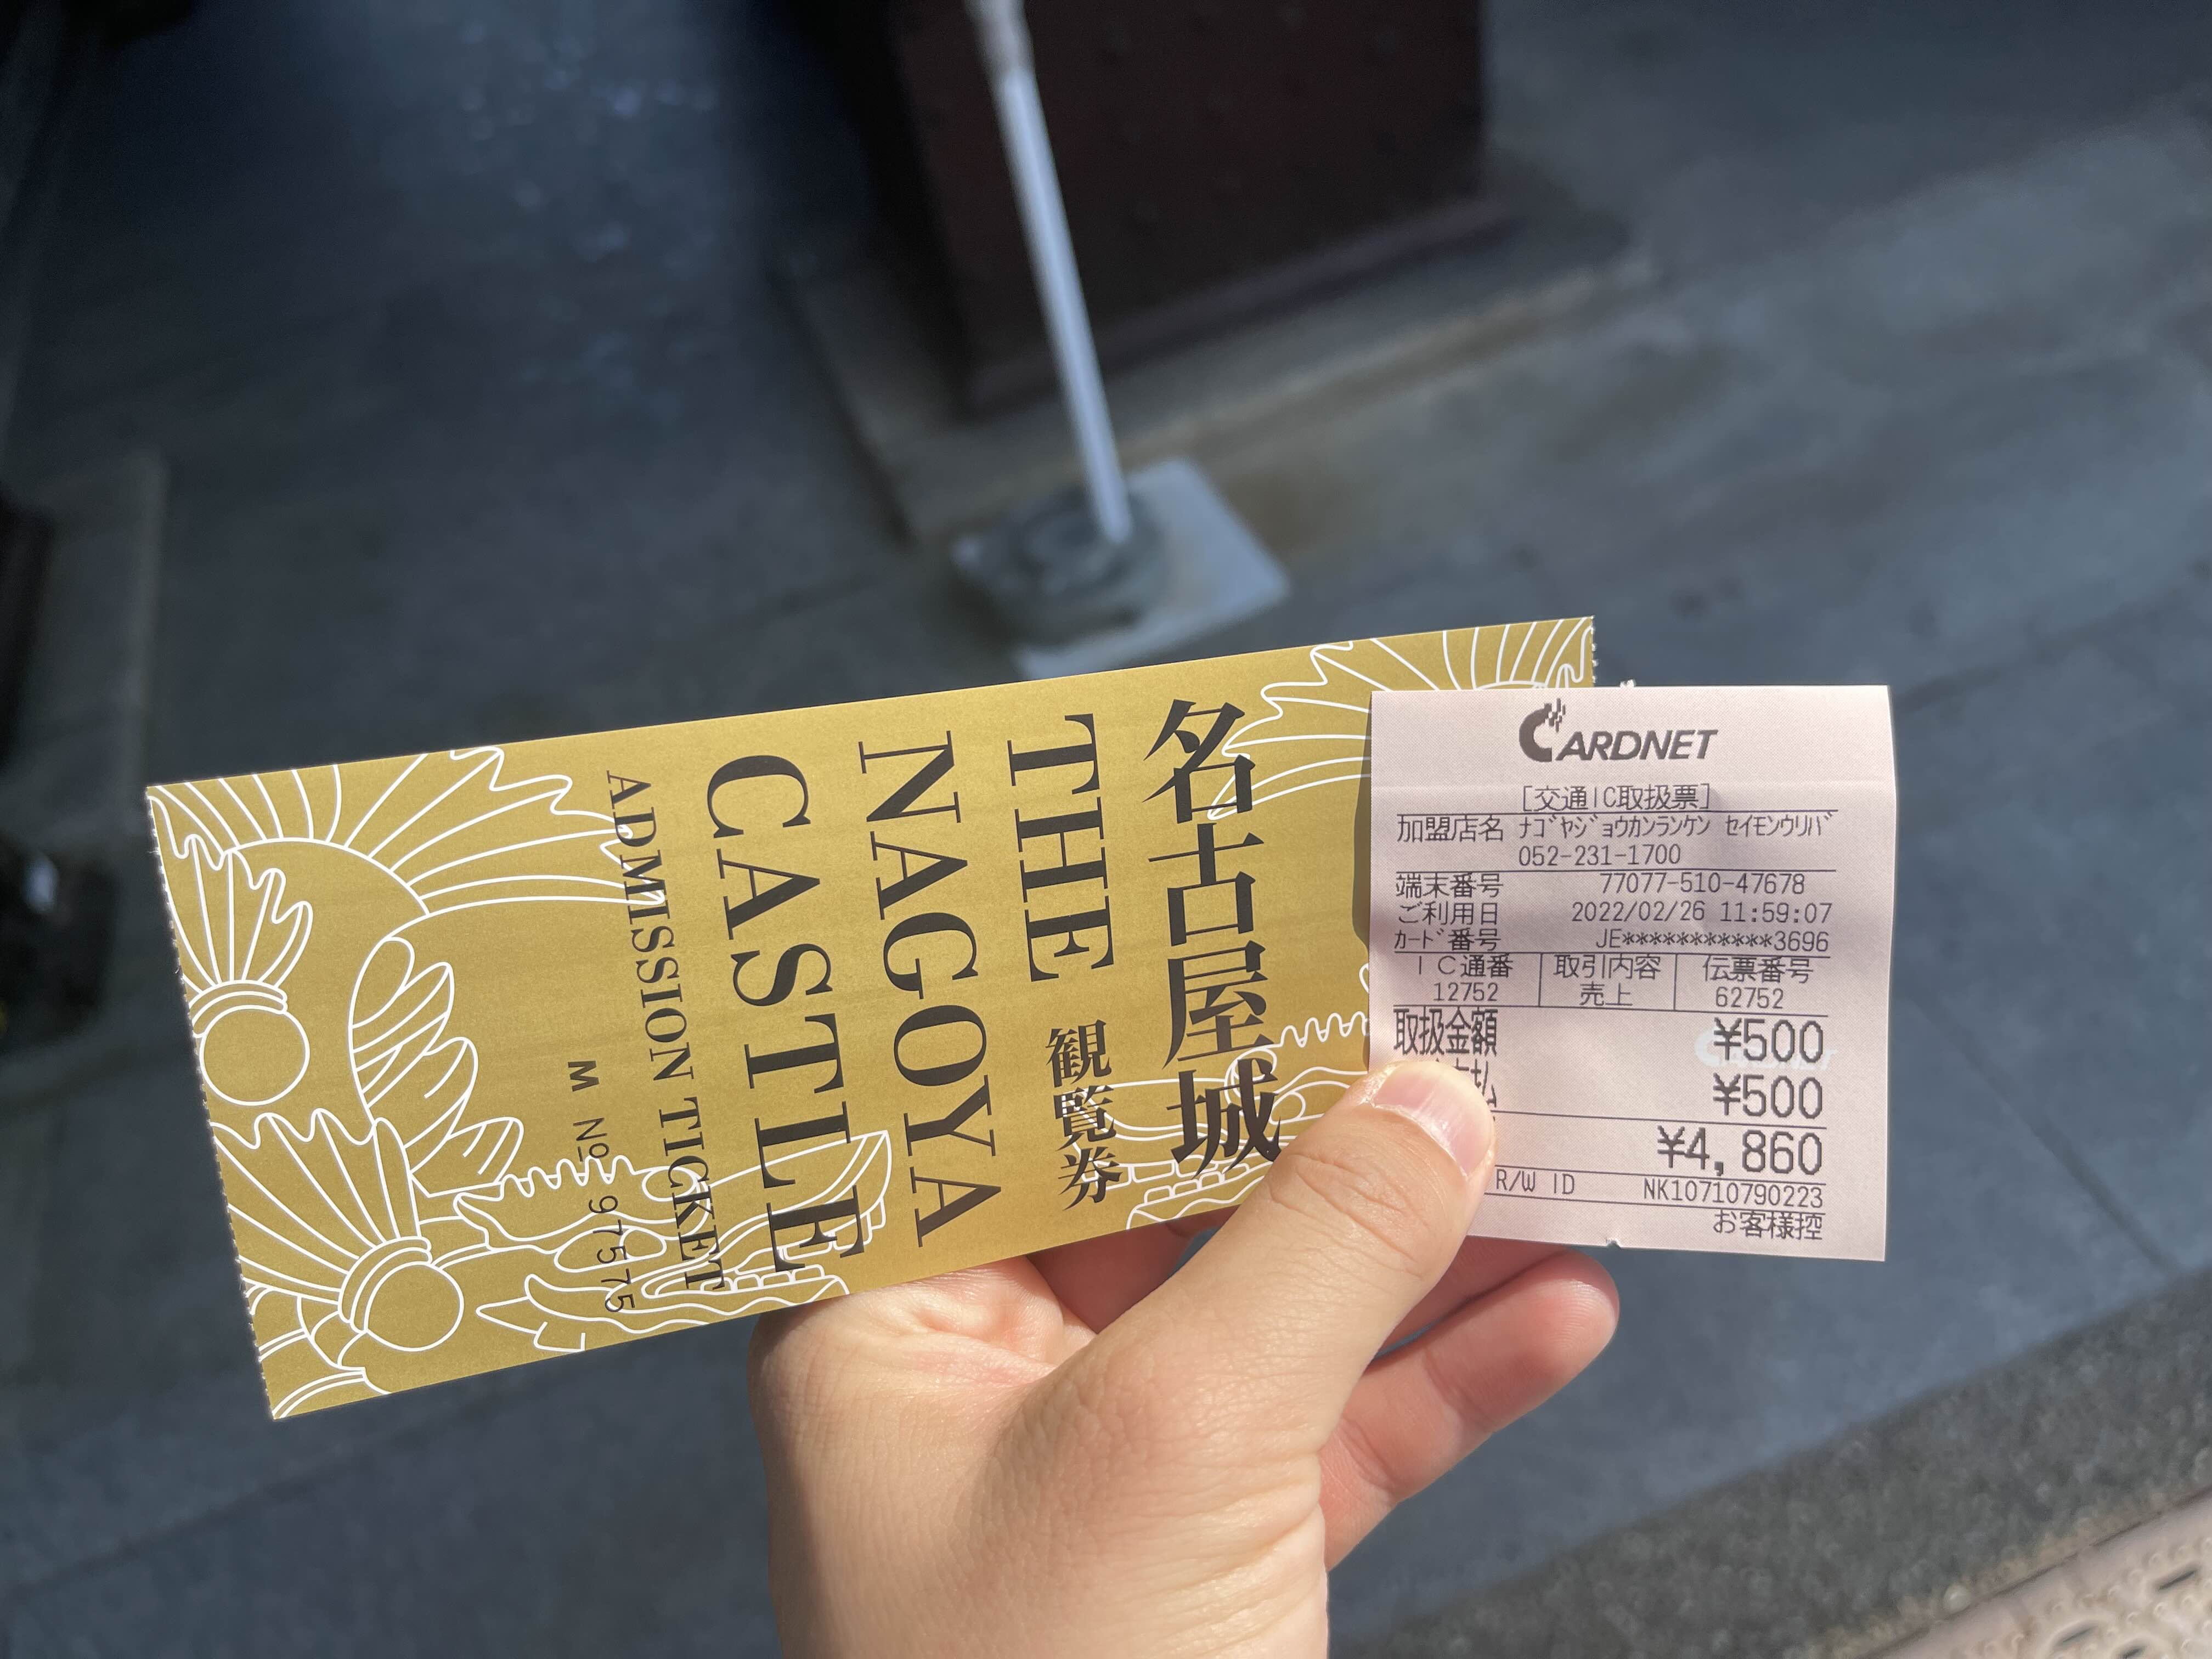 名古屋城
観覧券
THE
NAGOYA
CASTLE
ADMISSION TICKET
M No 97575
CARDNET
[交通IC取扱票]
加盟店名 ﾅｺﾞﾔｼﾞｮｳｶﾝﾗﾝｹﾝ ｾｲﾓﾝｳﾘﾊﾞ
052-231-1700
端末番号 77077-510-47678
ご利用日 2022/02/26 11:59:07
ｶｰﾄﾞ番号 JE***********3696
IC通番 取引内容 伝票番号
12752 売上 62752
取扱金額 ¥500
払 ¥500
¥4,860
R/W ID NK10710790223
お客様控